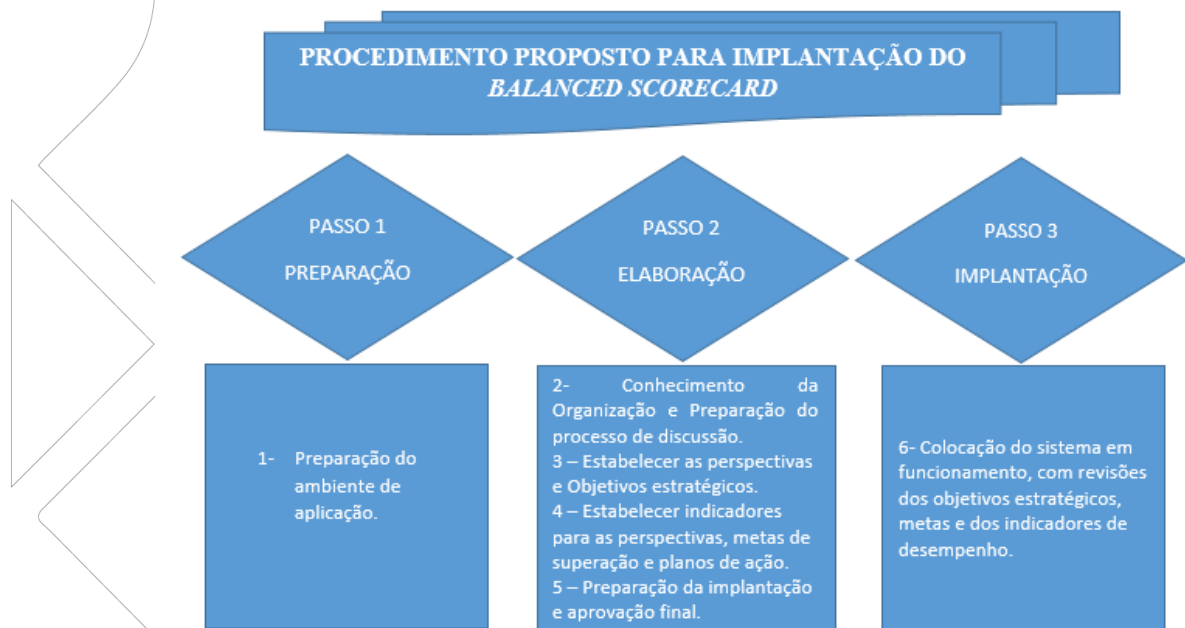 PROCEDIMENTO PROPOSTO PARA IMPLANTAÇÃO DO
BALANCED SCORECARD
PASSO 1
PREPARAÇÃO
PASSO 2
ELABORAÇÃO
PASSO 3
IMPLANTAÇÃO
1- Preparação do
ambiente de
aplicação.
2- Conhecimento da
Organização e Preparação do
processo de discussão.
3 – Estabelecer as perspectivas
e Objetivos estratégicos.
4 – Estabelecer indicadores
para as perspectivas, metas de
superação e planos de ação.
5 – Preparação da implantação
e aprovação final.
6- Colocação do sistema em
funcionamento, com revisões
dos objetivos estratégicos,
metas e dos indicadores de
desempenho.